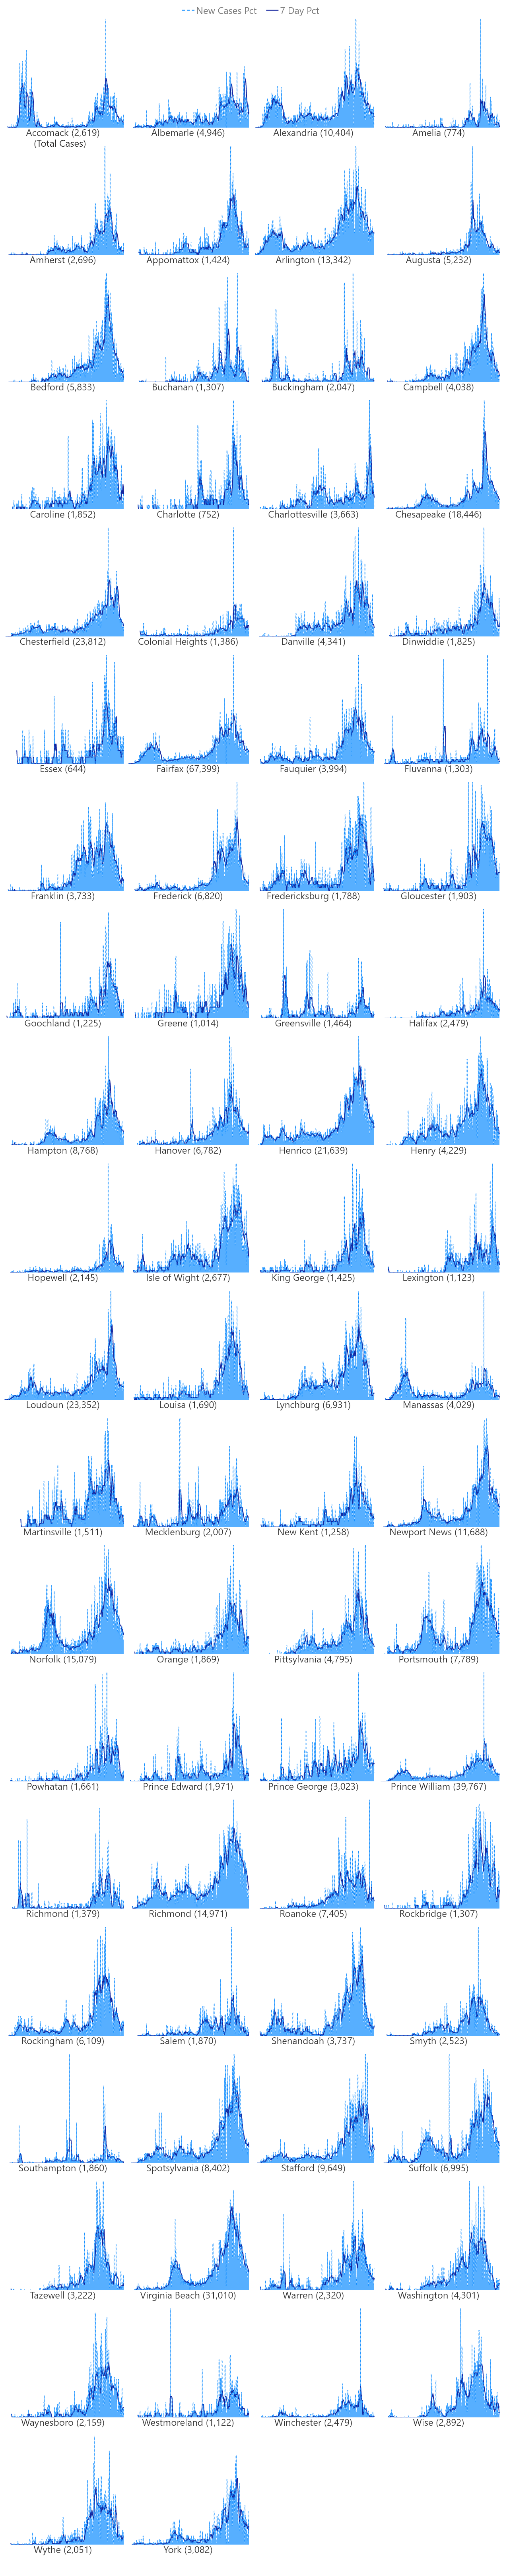 New Cases Pct 7 Day Pct
Accomack (2,619) Albemarle (4,946) Alexandria (10,404) Amelia (774)
(Total Cases)
Amherst (2,696) Appomattox (1,424) Arlington (13,342) Augusta (5,232)
Bedford (5,833) Buchanan (1,307) Buckingham (2,047) Campbell (4,038)
Caroline (1,852) Charlotte (752) Charlottesville (3,663) Chesapeake (18,446)
Chesterfield (23,812) Colonial Heights (1,386) Danville (4,341) Dinwiddie (1,825)
Essex (644) Fairfax (67,399) Fauquier (3,994) Fluvanna (1,303)
Franklin (3,733) Frederick (6,820) Fredericksburg (1,788) Gloucester (1,903)
Goochland (1,225) Greene (1,014) Greensville (1,464) Halifax (2,479)
Hampton (8,768) Hanover (6,782) Henrico (21,639) Henry (4,229)
Hopewell (2,145) Isle of Wight (2,677) King George (1,425) Lexington (1,123)
Loudoun (23,352) Louisa (1,690) Lynchburg (6,931) Manassas (4,029)
Martinsville (1,511) Mecklenburg (2,007) New Kent (1,258) Newport News (11,688)
Norfolk (15,079) Orange (1,869) Pittsylvania (4,795) Portsmouth (7,789)
Powhatan (1,661) Prince Edward (1,971) Prince George (3,023) Prince William (39,767)
Richmond (1,379) Richmond (14,971) Roanoke (7,405) Rockbridge (1,307)
Rockingham (6,109) Salem (1,870) Shenandoah (3,737) Smyth (2,523)
Southampton (1,860) Spotsylvania (8,402) Stafford (9,649) Suffolk (6,995)
Tazewell (3,222) Virginia Beach (31,010) Warren (2,320) Washington (4,301)
Waynesboro (2,159) Westmoreland (1,122) Winchester (2,479) Wise (2,892)
Wythe (2,051) York (3,082)